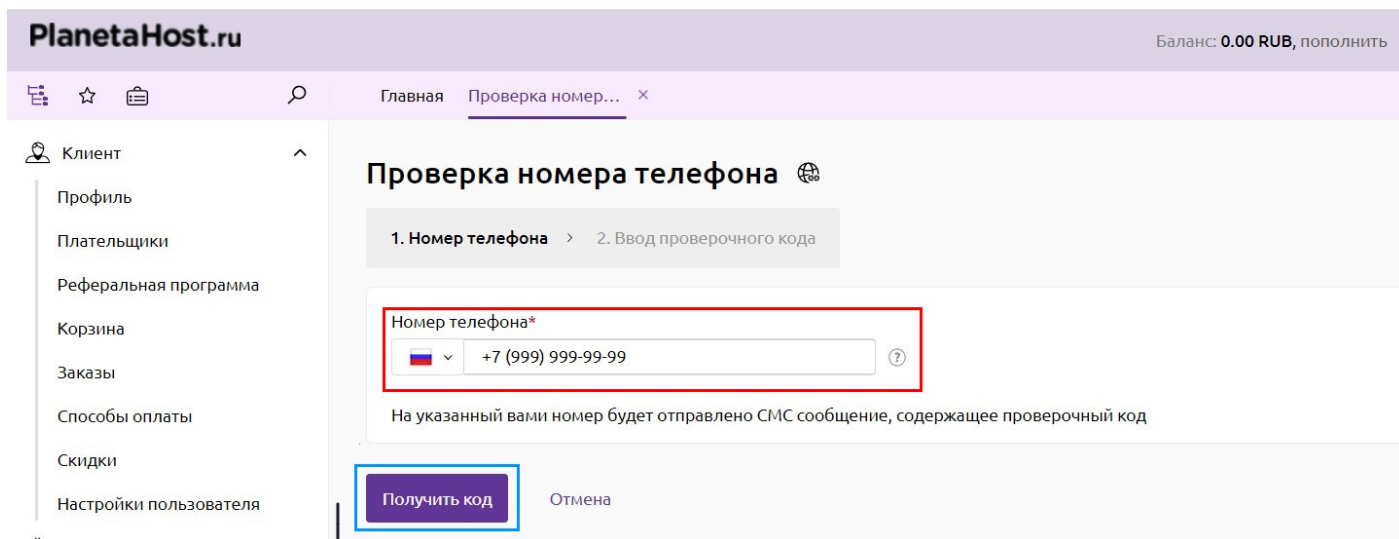 PlanetaHost.ru
Баланс: 0.00 RUB, пополнить
Главная Проверка номер... ×
Клиент
Профиль
Плательщики
Реферальная программа
Корзина
Заказы
Способы оплаты
Скидки
Настройки пользователя
Проверка номера телефона
1. Номер телефона > 2. Ввод проверочного кода
Номер телефона*
+7 (999) 999-99-99 ?
На указанный вами номер будет отправлено СМС сообщение, содержащее проверочный код
Получить код Отмена